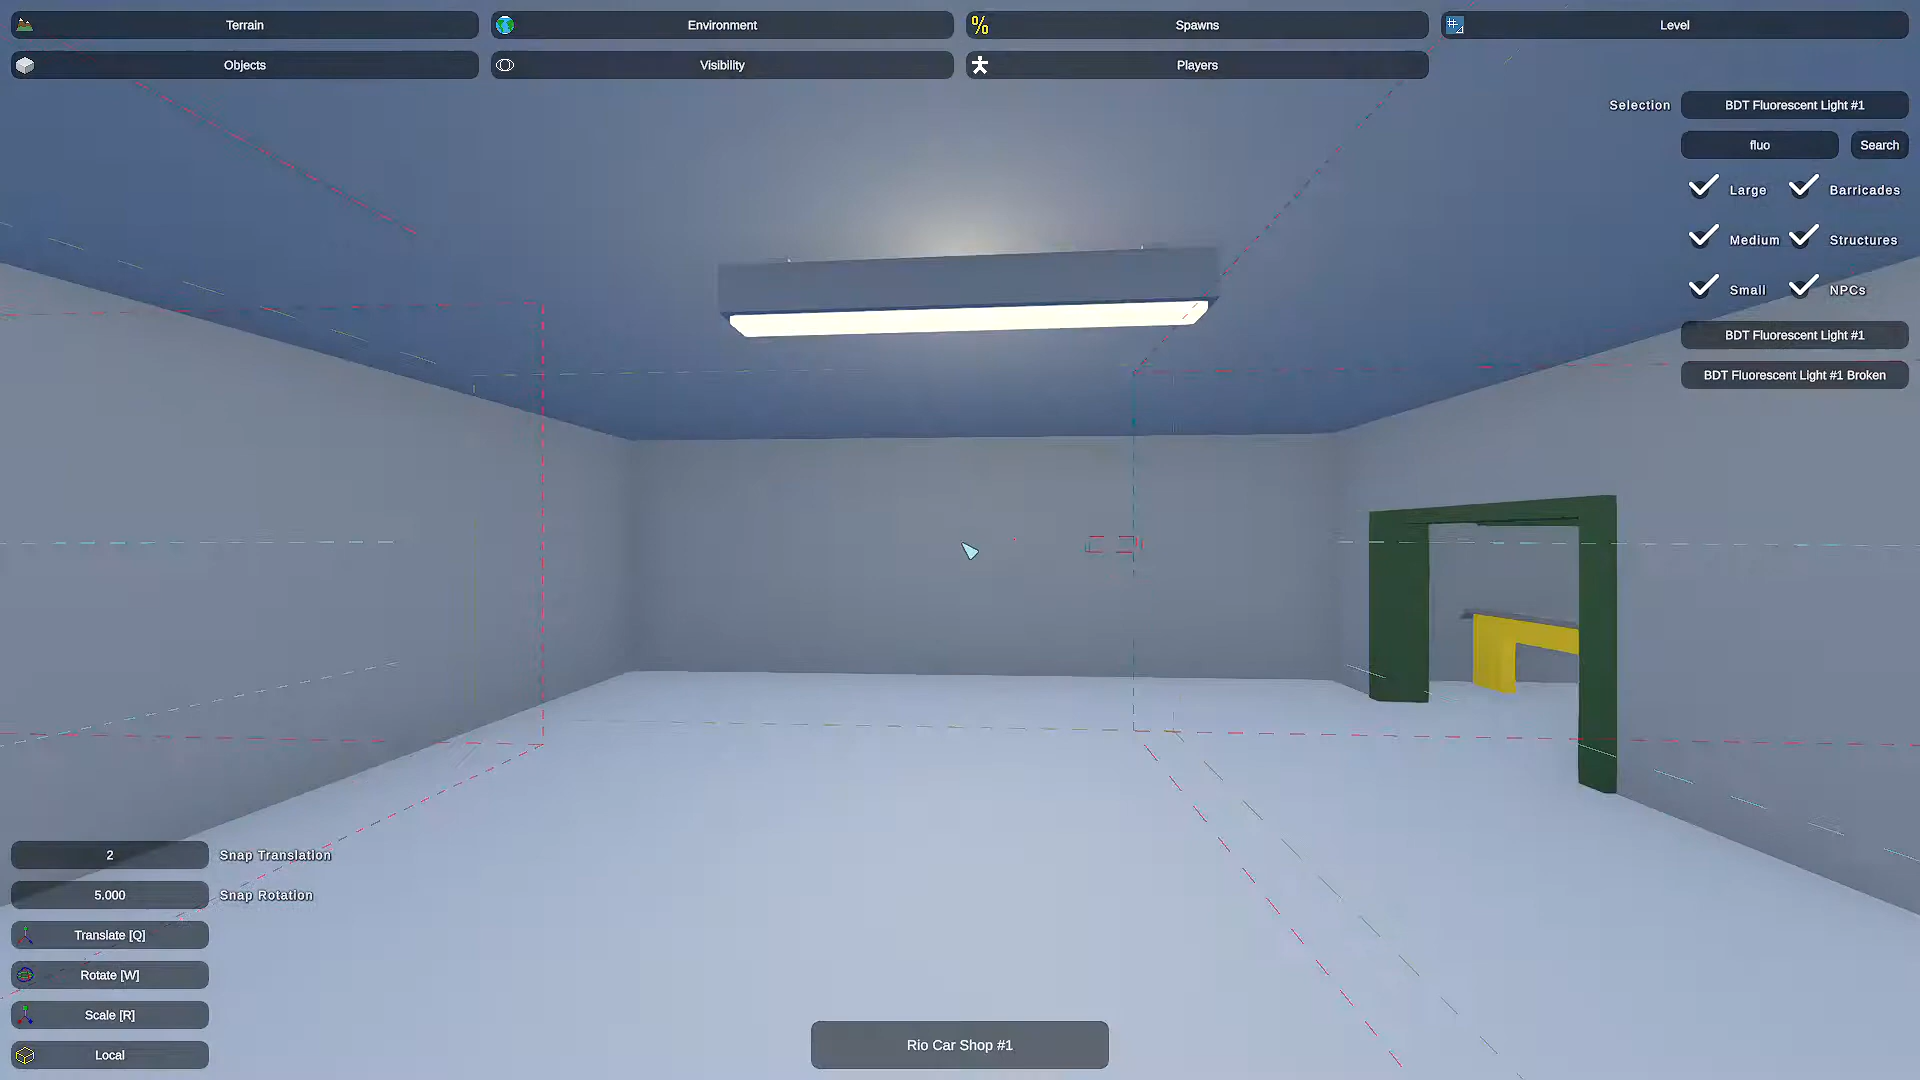 Terrain
Environment
Spawns
Level
Objects
Visibility
Players
Selection
BDT Fluorescent Light #1
fluo
Search
Large
Barricades
Medium
Structures
Small
NPCs
BDT Fluorescent Light #1
BDT Fluorescent Light #1 Broken
2
Snap Translation
5.000
Snap Rotation
Translate [Q]
Rotate [W]
Scale [R]
Local
Rio Car Shop #1